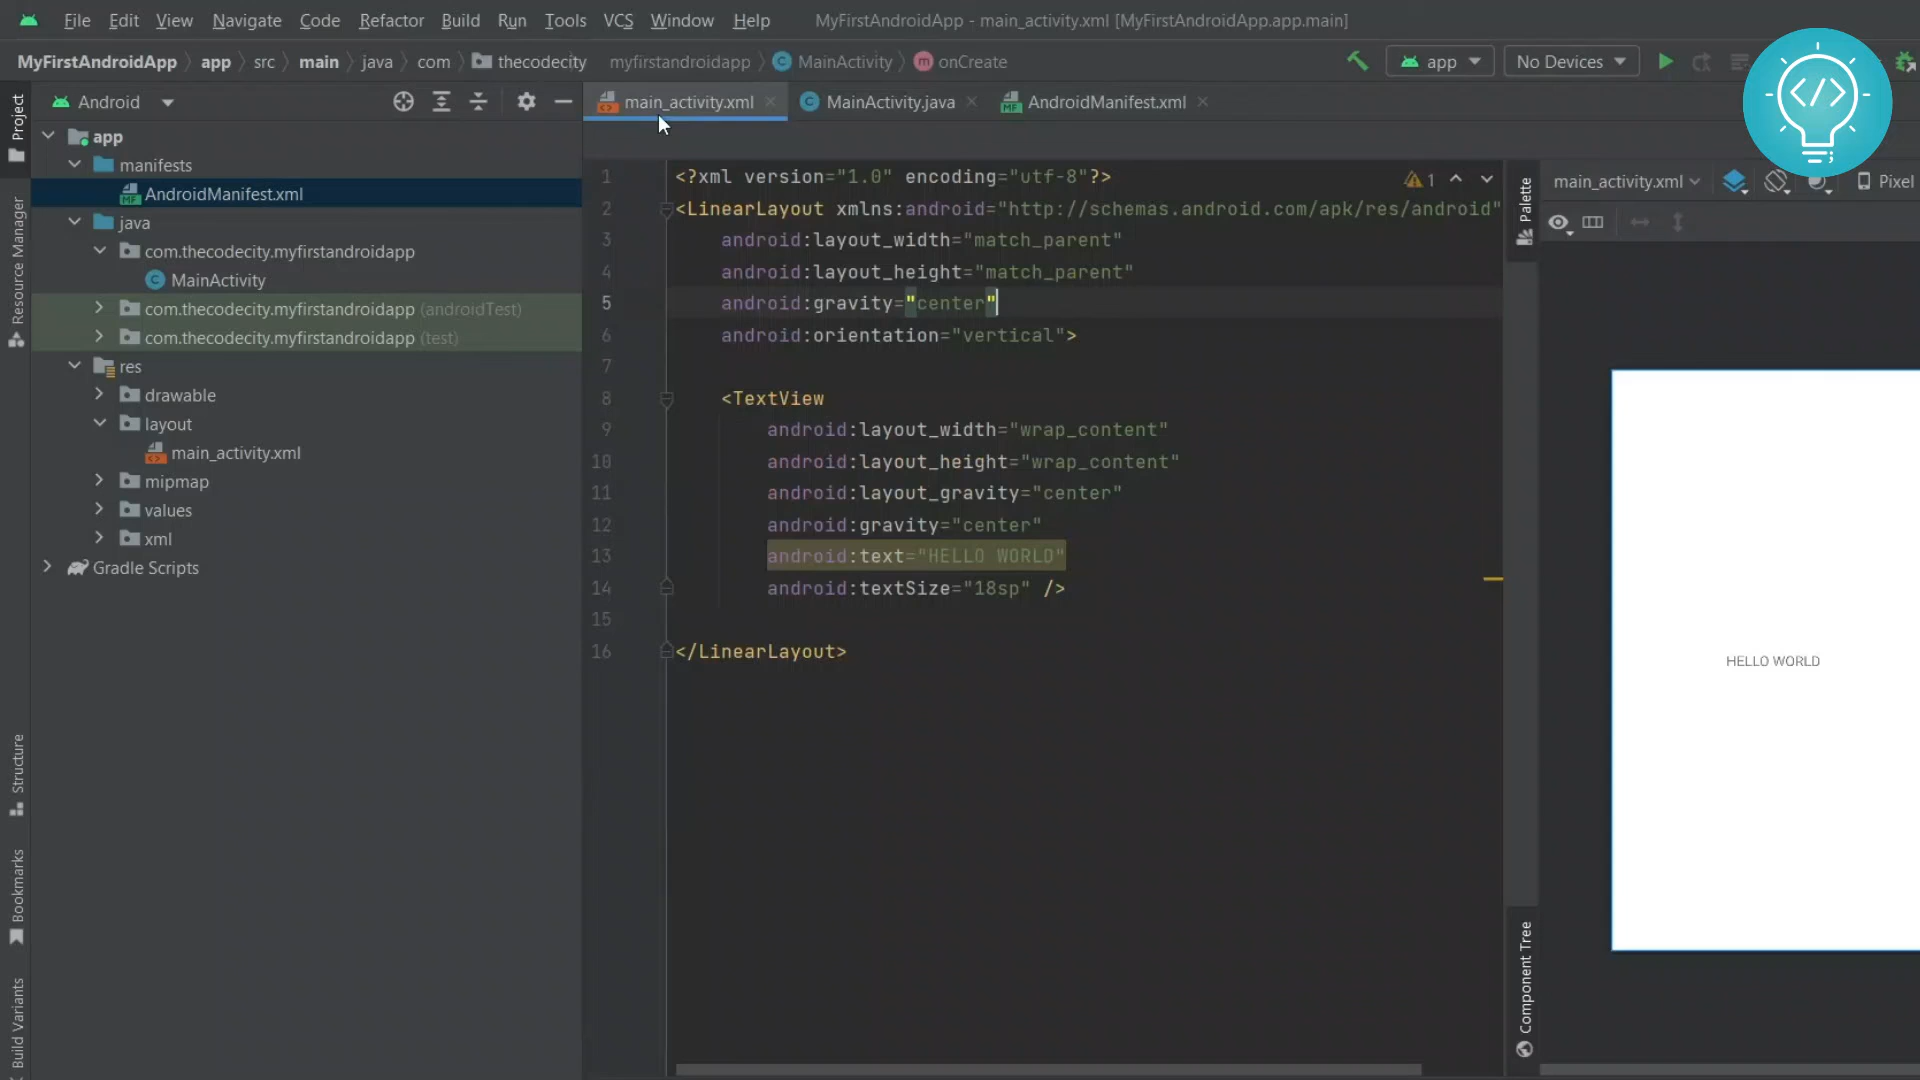 File Edit View Navigate Code Refactor Build Run Tools VCS Window Help MyFirstAndroidApp - main_activity.xml [MyFirstAndroidApp.app.main]
MyFirstAndroidApp app src main java com thecodecity myfirstandroidapp MainActivity onCreate app No Devices
Project
Resource Manager
Structure
Bookmarks
Build Variants
Android
app
manifests
AndroidManifest.xml
java
com.thecodecity.myfirstandroidapp
MainActivity
com.thecodecity.myfirstandroidapp (androidTest)
com.thecodecity.myfirstandroidapp (test)
res
drawable
layout
main_activity.xml
mipmap
values
xml
Gradle Scripts
main_activity.xml MainActivity.java AndroidManifest.xml
1 <?xml version="1.0" encoding="utf-8"?>
2 <LinearLayout xmlns:android="http://schemas.android.com/apk/res/android"
3 android:layout_width="match_parent"
4 android:layout_height="match_parent"
5 android:gravity="center"
6 android:orientation="vertical">
7
8 <TextView
9 android:layout_width="wrap_content"
10 android:layout_height="wrap_content"
11 android:layout_gravity="center"
12 android:gravity="center"
13 android:text="HELLO WORLD"
14 android:textSize="18sp" />
15
16 </LinearLayout>
1
Palette
Component Tree
main_activity.xml Pixel
HELLO WORLD